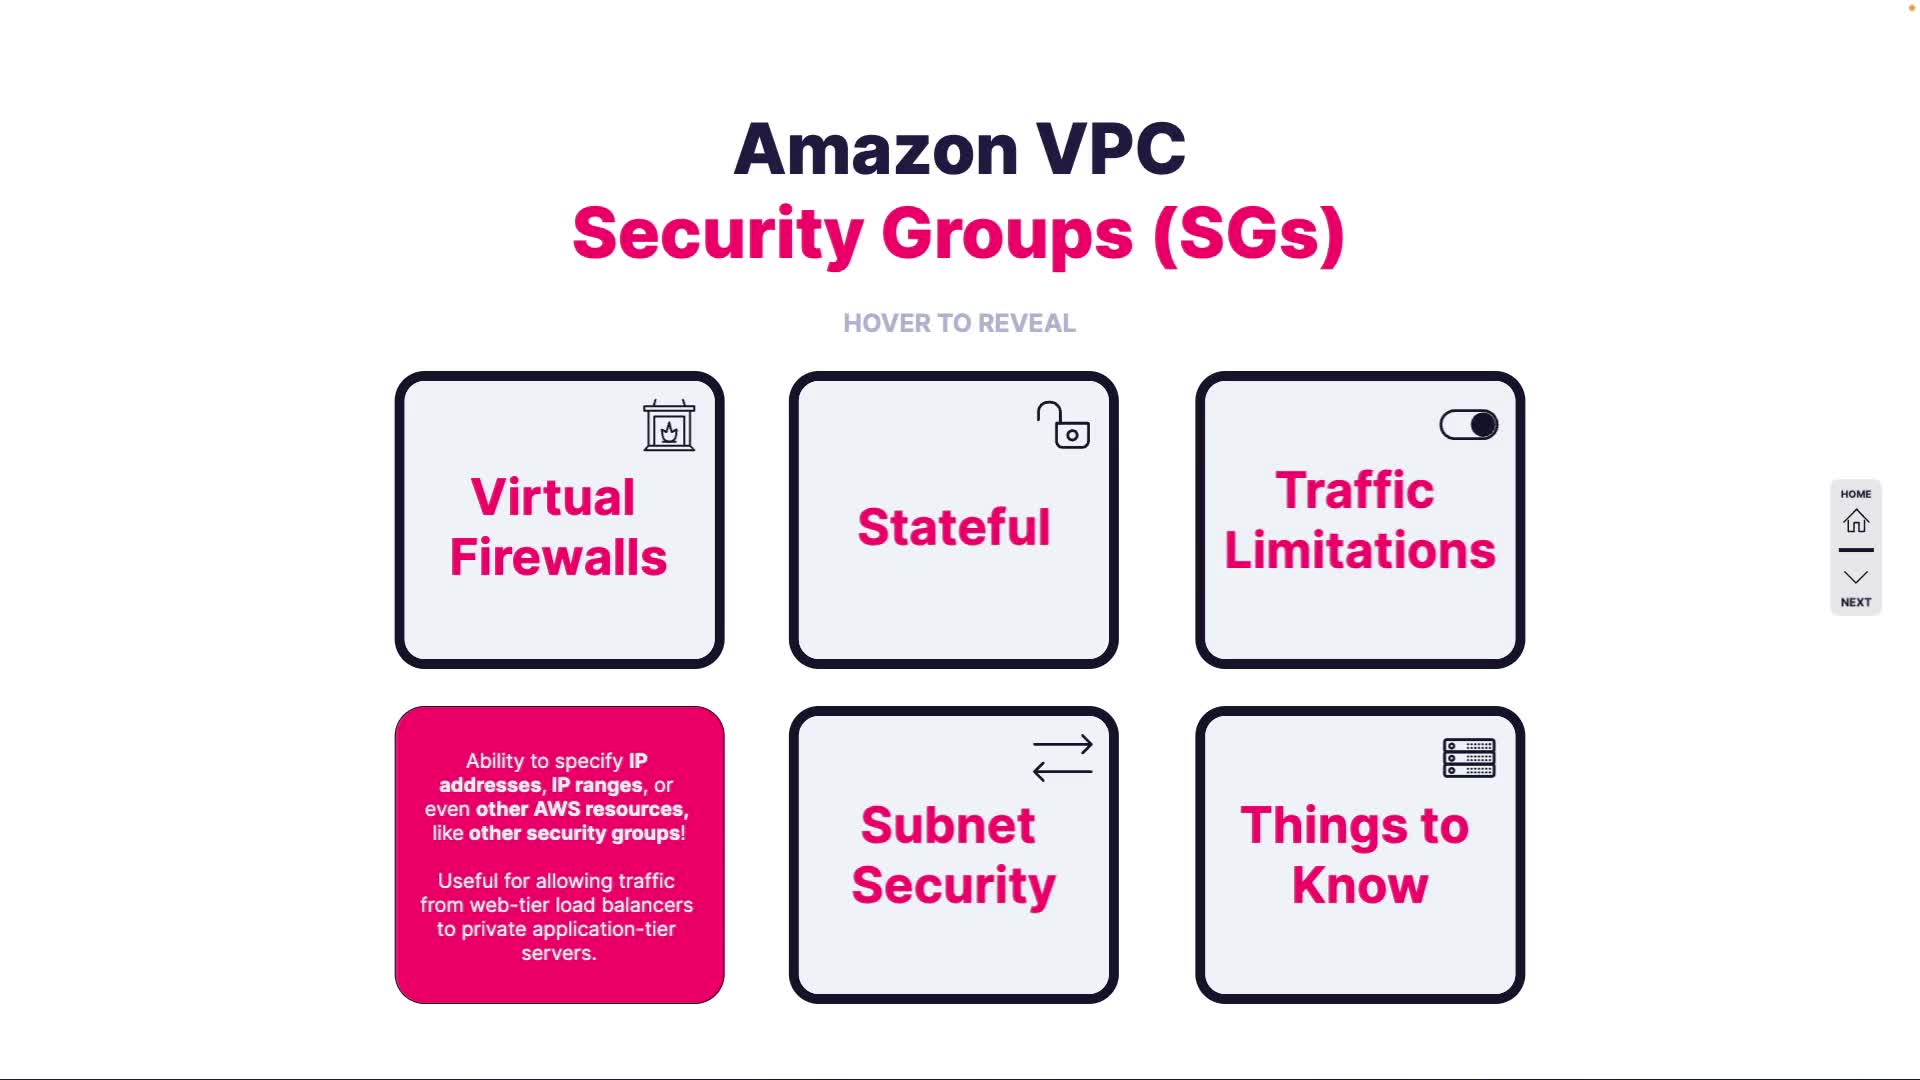 Amazon VPC
Security Groups (SGs)
HOVER TO REVEAL
Virtual
Firewalls
Stateful
Traffic
Limitations
Ability to specify IP
addresses, IP ranges, or
even other AWS resources,
like other security groups!
Useful for allowing traffic
from web-tier load balancers
to private application-tier
servers.
Subnet
Security
Things to
Know
HOME
NEXT